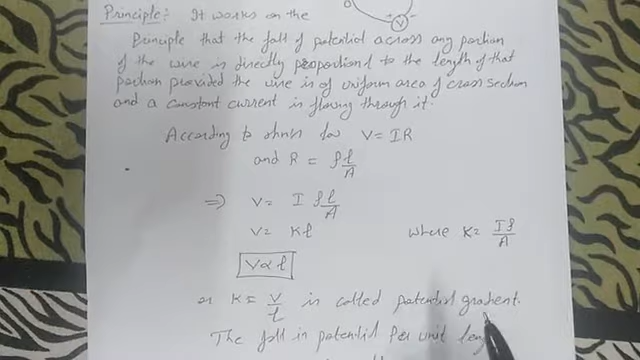 Principle: It works on the
Principle that the fall of potential across any portion
of the wire is directly proportional to the length of that
portion provided the wire is of uniform area of cross section
and a constant current is flowing through it.
According to ohm's law V = IR
and R = ρl/A
⇒ V = I ρl/A
V = Kl where K = Iρ/A
V ∝ l
or K = V/l is called potential gradient.
The fall in potential per unit